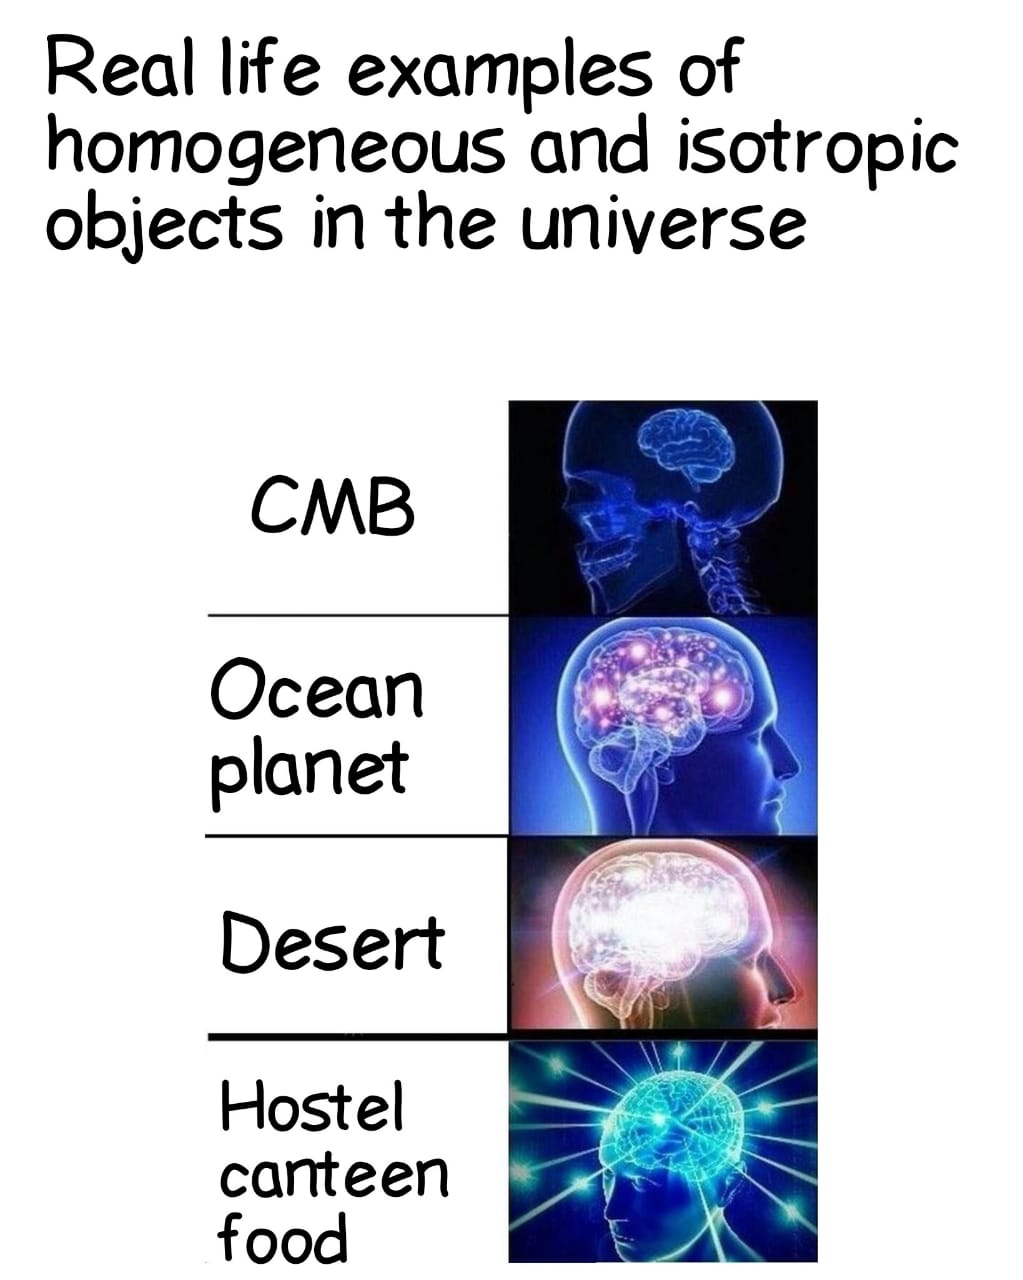 Real life examples of
homogeneous and isotropic
objects in the universe
CMB
Ocean
planet
Desert
Hostel
canteen
food